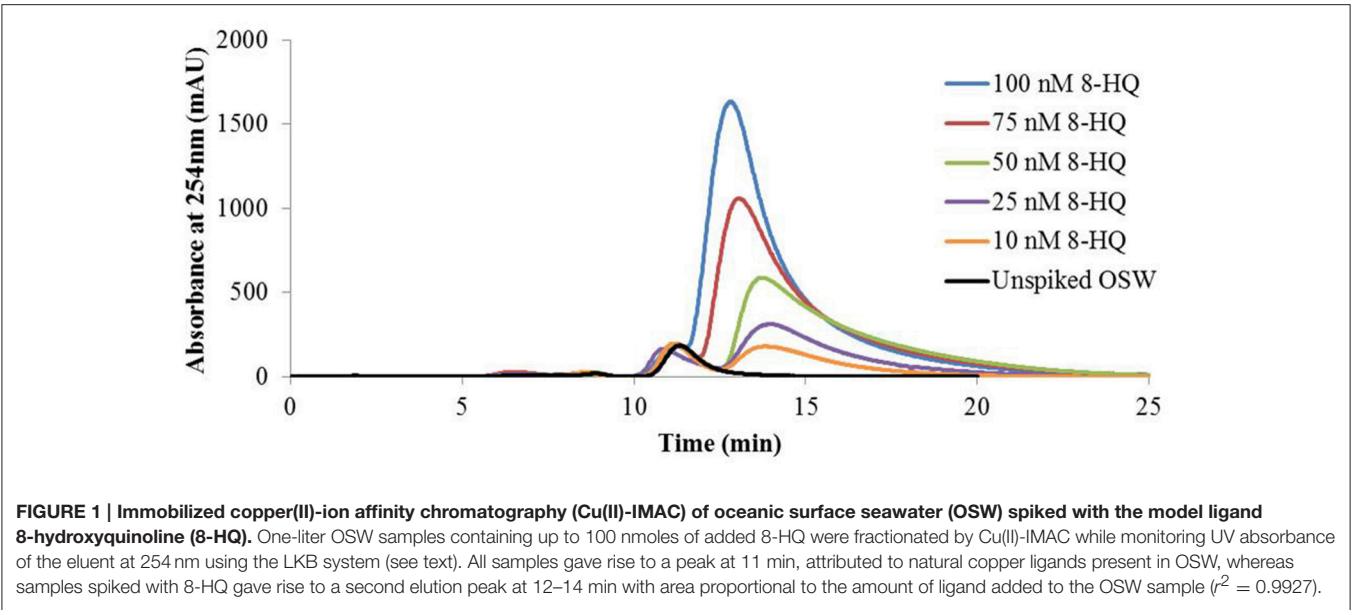 2000
1500
1000
500
0
Absorbance at 254nm (mAU)
0 5 10 15 20 25
Time (min)
100 nM 8-HQ
75 nM 8-HQ
50 nM 8-HQ
25 nM 8-HQ
10 nM 8-HQ
Unspiked OSW
FIGURE 1 | Immobilized copper(II)-ion affinity chromatography (Cu(II)-IMAC) of oceanic surface seawater (OSW) spiked with the model ligand
8-hydroxyquinoline (8-HQ). One-liter OSW samples containing up to 100 nmoles of added 8-HQ were fractionated by Cu(II)-IMAC while monitoring UV absorbance
of the eluent at 254 nm using the LKB system (see text). All samples gave rise to a peak at 11 min, attributed to natural copper ligands present in OSW, whereas
samples spiked with 8-HQ gave rise to a second elution peak at 12–14 min with area proportional to the amount of ligand added to the OSW sample (r² = 0.9927).